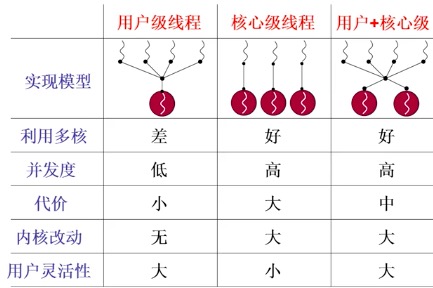 用户级线程 核心级线程 用户+核心级
实现模型
利用多核 差 好 好
并发度 低 高 高
代价 小 大 中
内核改动 无 大 大
用户灵活性 大 小 大